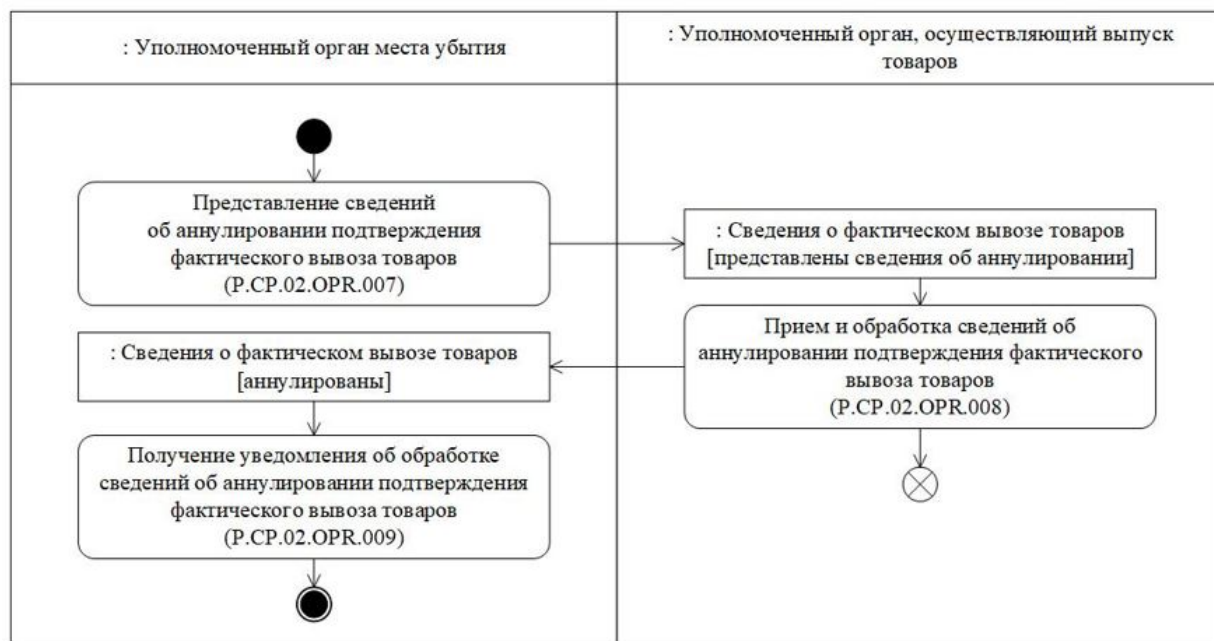 : Уполномоченный орган места убытия
: Уполномоченный орган, осуществляющий выпуск
товаров
Представление сведений
об аннулировании подтверждения
фактического вывоза товаров
(P.CP.02.OPR.007)
: Сведения о фактическом вывозе товаров
[представлены сведения об аннулировании]
Прием и обработка сведений об
аннулировании подтверждения фактического
вывоза товаров
(P.CP.02.OPR.008)
: Сведения о фактическом вывозе товаров
[аннулированы]
Получение уведомления об обработке
сведений об аннулировании подтверждения
фактического вывоза товаров
(P.CP.02.OPR.009)